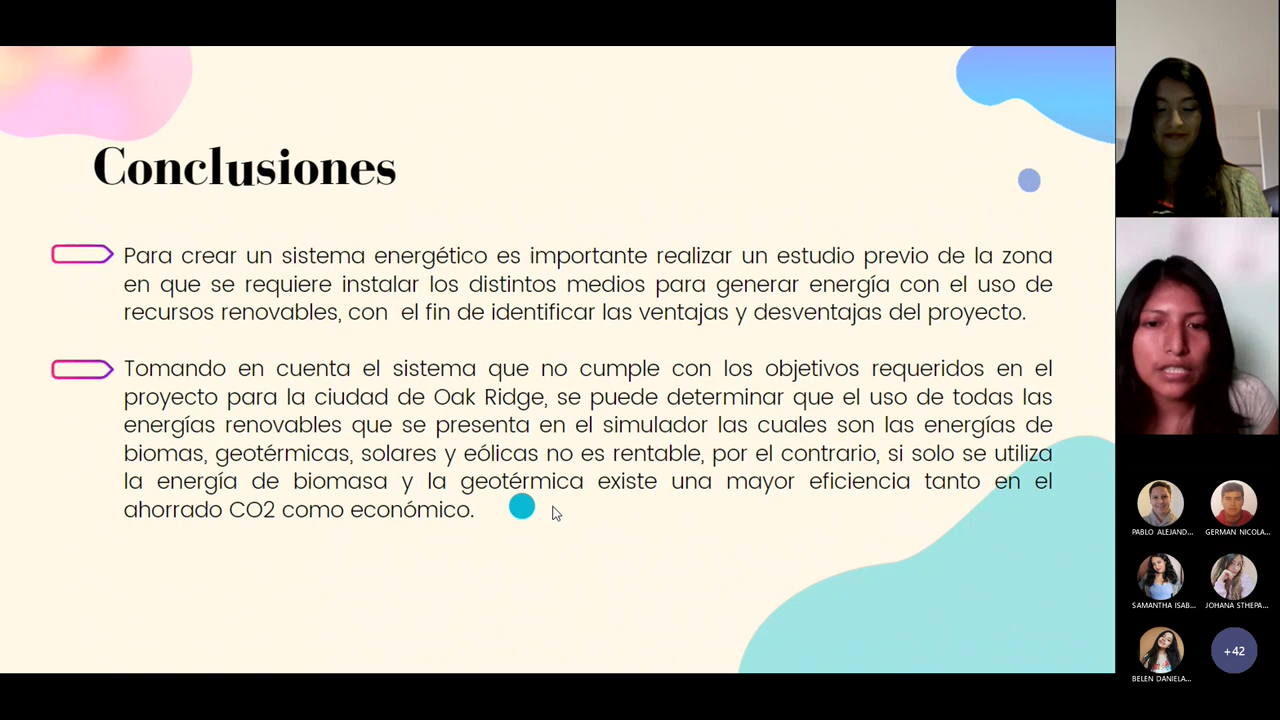 Conclusiones
Para crear un sistema energético es importante realizar un estudio previo de la zona
en que se requiere instalar los distintos medios para generar energía con el uso de
recursos renovables, con el fin de identificar las ventajas y desventajas del proyecto.
Tomando en cuenta el sistema que no cumple con los objetivos requeridos en el
proyecto para la ciudad de Oak Ridge, se puede determinar que el uso de todas las
energías renovables que se presenta en el simulador las cuales son las energías de
biomas, geotérmicas, solares y eólicas no es rentable, por el contrario, si solo se utiliza
la energía de biomasa y la geotérmica existe una mayor eficiencia tanto en el
ahorrado CO2 como económico.
PABLO ALEJAND...
GERMAN NICOLA...
SAMANTHA ISAB...
JOHANA STHEPA...
BELEN DANIELA...
+42